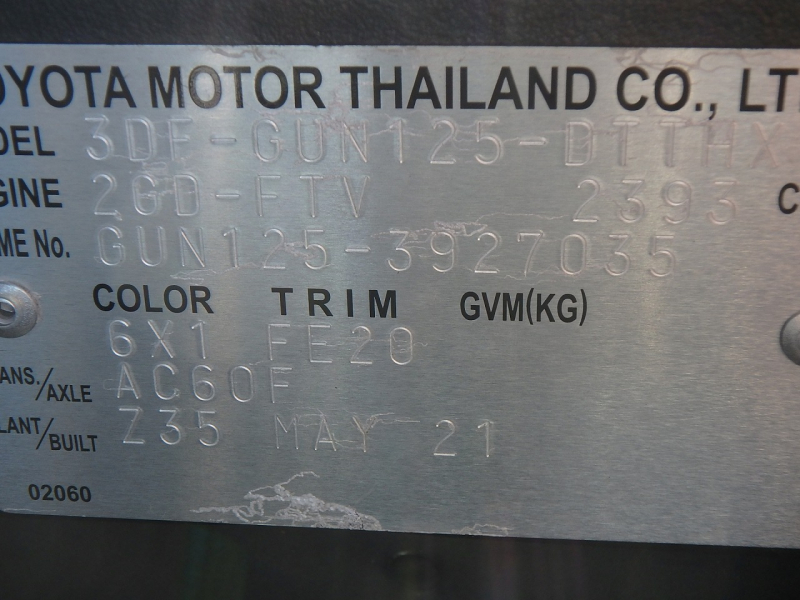 OYOTA MOTOR THAILAND CO., LT
DEL 3DF-GUN125-DTTHX
GINE 2GD-FTV 2393 C
ME No. GUN125-3927035
COLOR TRIM GVM(KG)
6X1 FE20
ANS./AXLE AC60F
LANT/BUILT Z35 MAY 21
02060